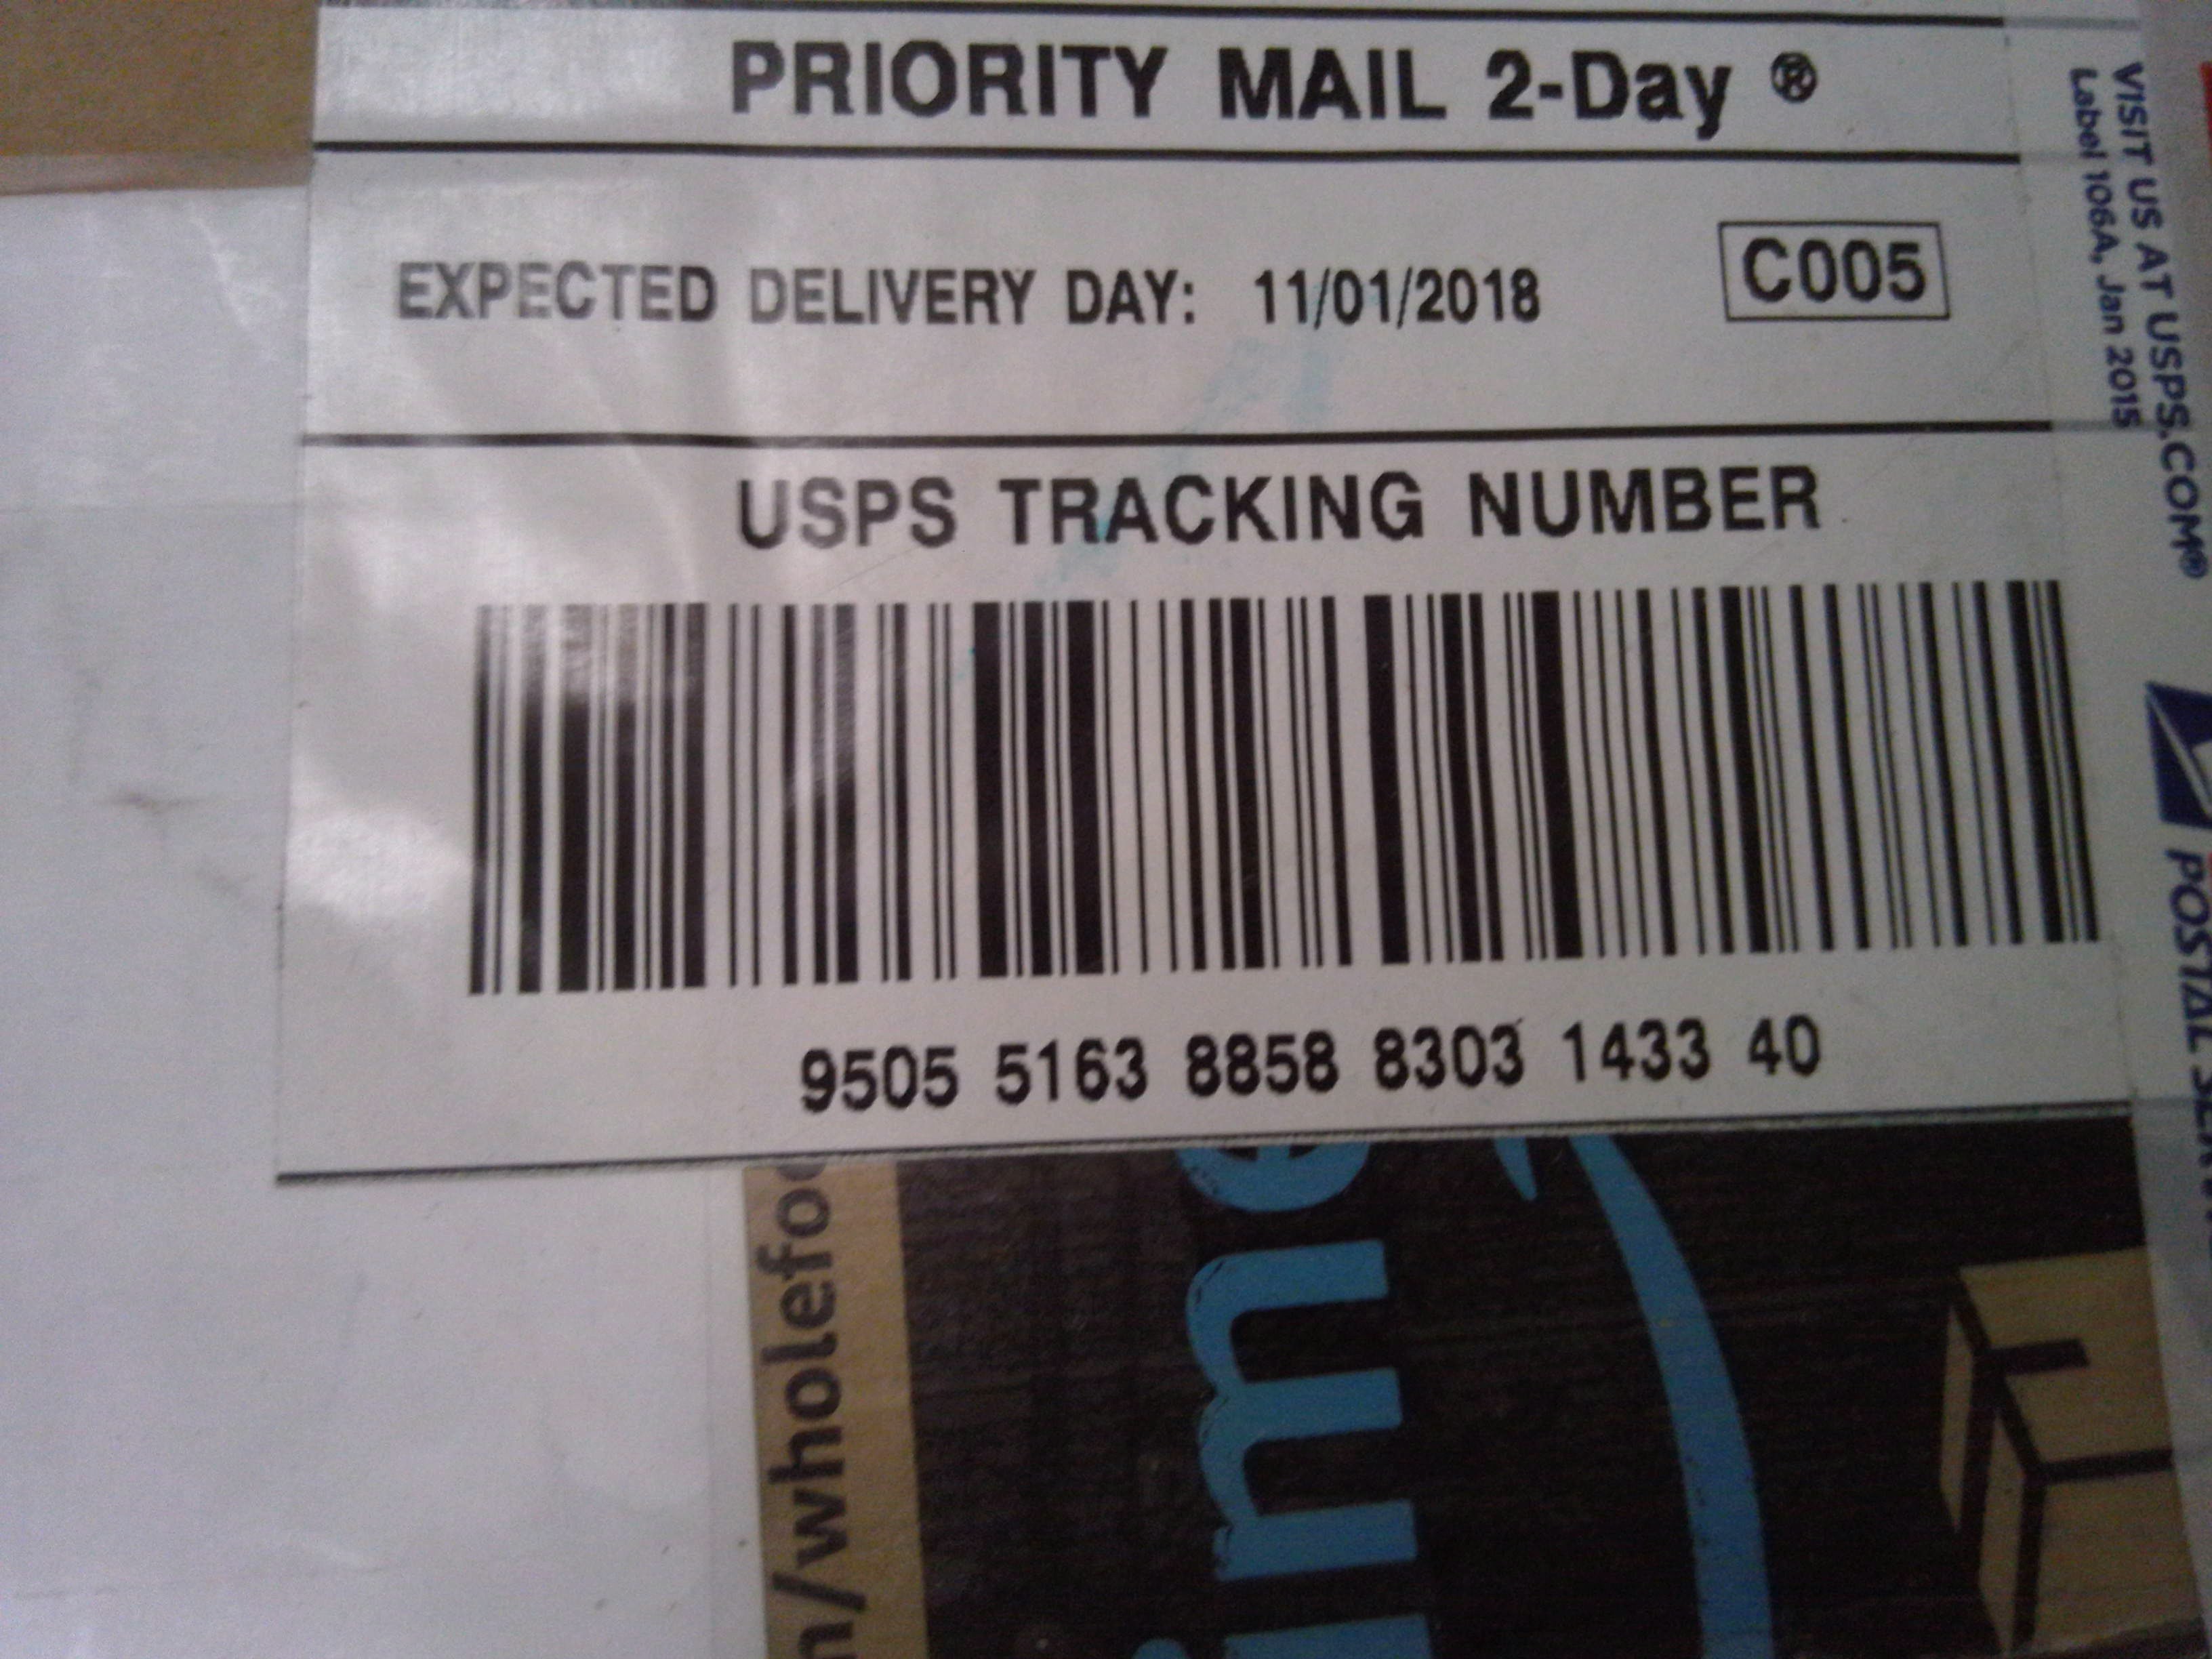 PRIORITY MAIL 2-Day ®
EXPECTED DELIVERY DAY: 11/01/2018
C005
USPS TRACKING NUMBER
9505 5163 8858 8303 1433 40
VISIT US AT USPS.COM®
Label 106A, Jan 2015
POSTAL